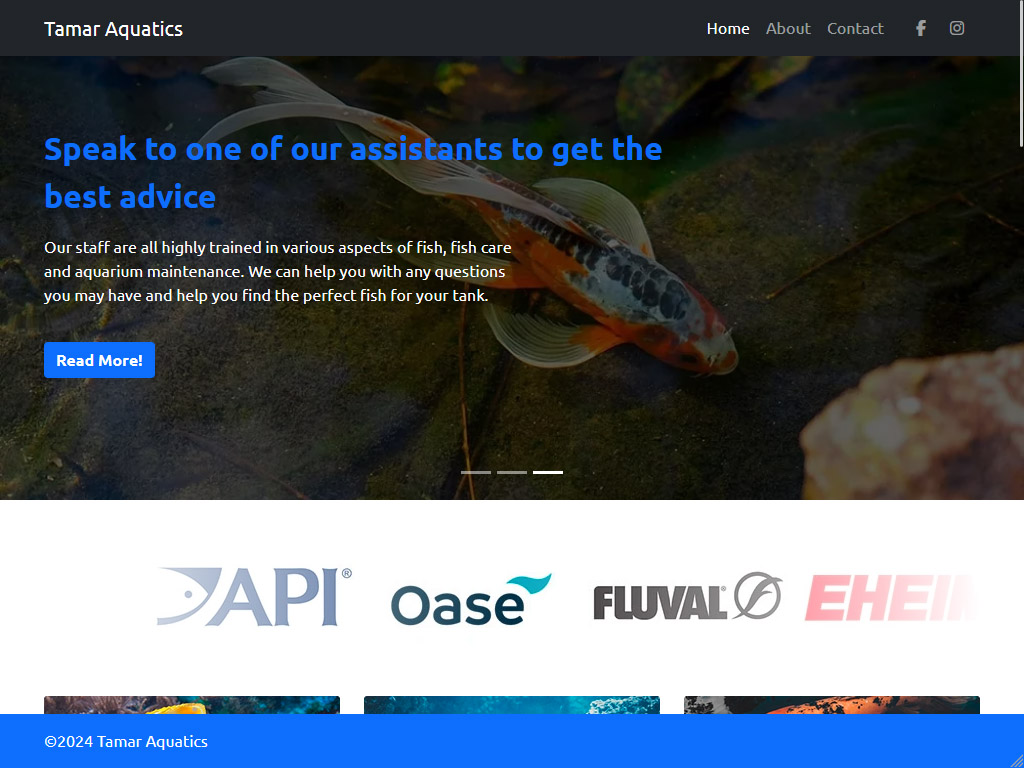 Tamar Aquatics
Home About Contact
Speak to one of our assistants to get the
best advice
Our staff are all highly trained in various aspects of fish, fish care
and aquarium maintenance. We can help you with any questions
you may have and help you find the perfect fish for your tank.
Read More!
API® Oase FLUVAL® EHEIM
©2024 Tamar Aquatics